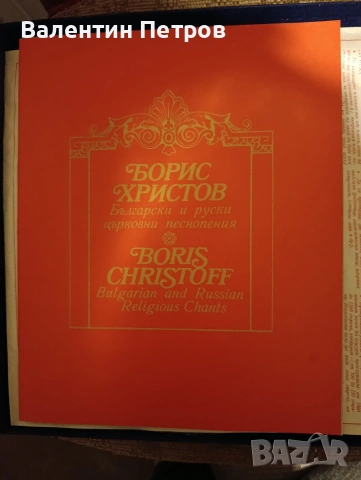 Валентин Петров
БОРИС
ХРИСТОВ
Български и руски
църковни песнопения
BORIS
CHRISTOFF
Bulgarian and Russian
Religious Chants
BAZAR